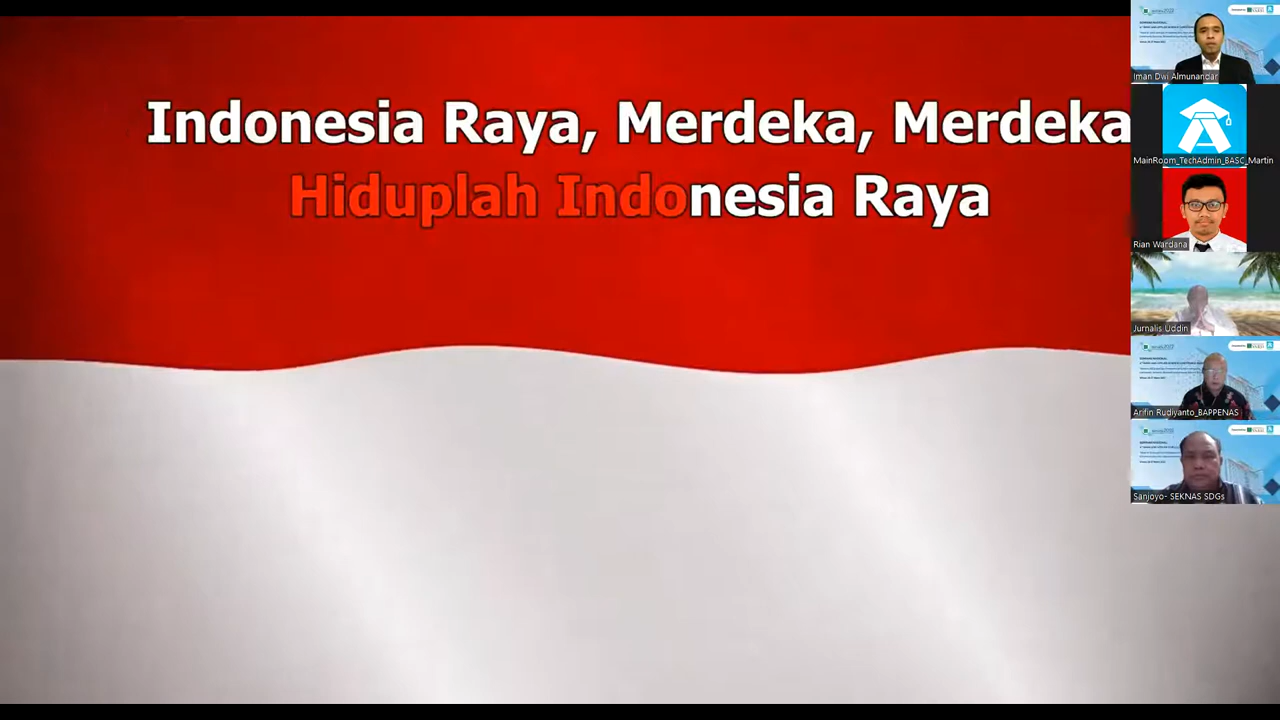 Indonesia Raya, Merdeka, Merdeka
Hiduplah Indonesia Raya
Iman Dwi Almunandar
MainRoom_TechAdmin_BASC_Martin
Rian Wardana
Jurnalis Uddin
Arifin Rudiyanto_BAPPENAS
Sanjoyo- SEKNAS SDGs